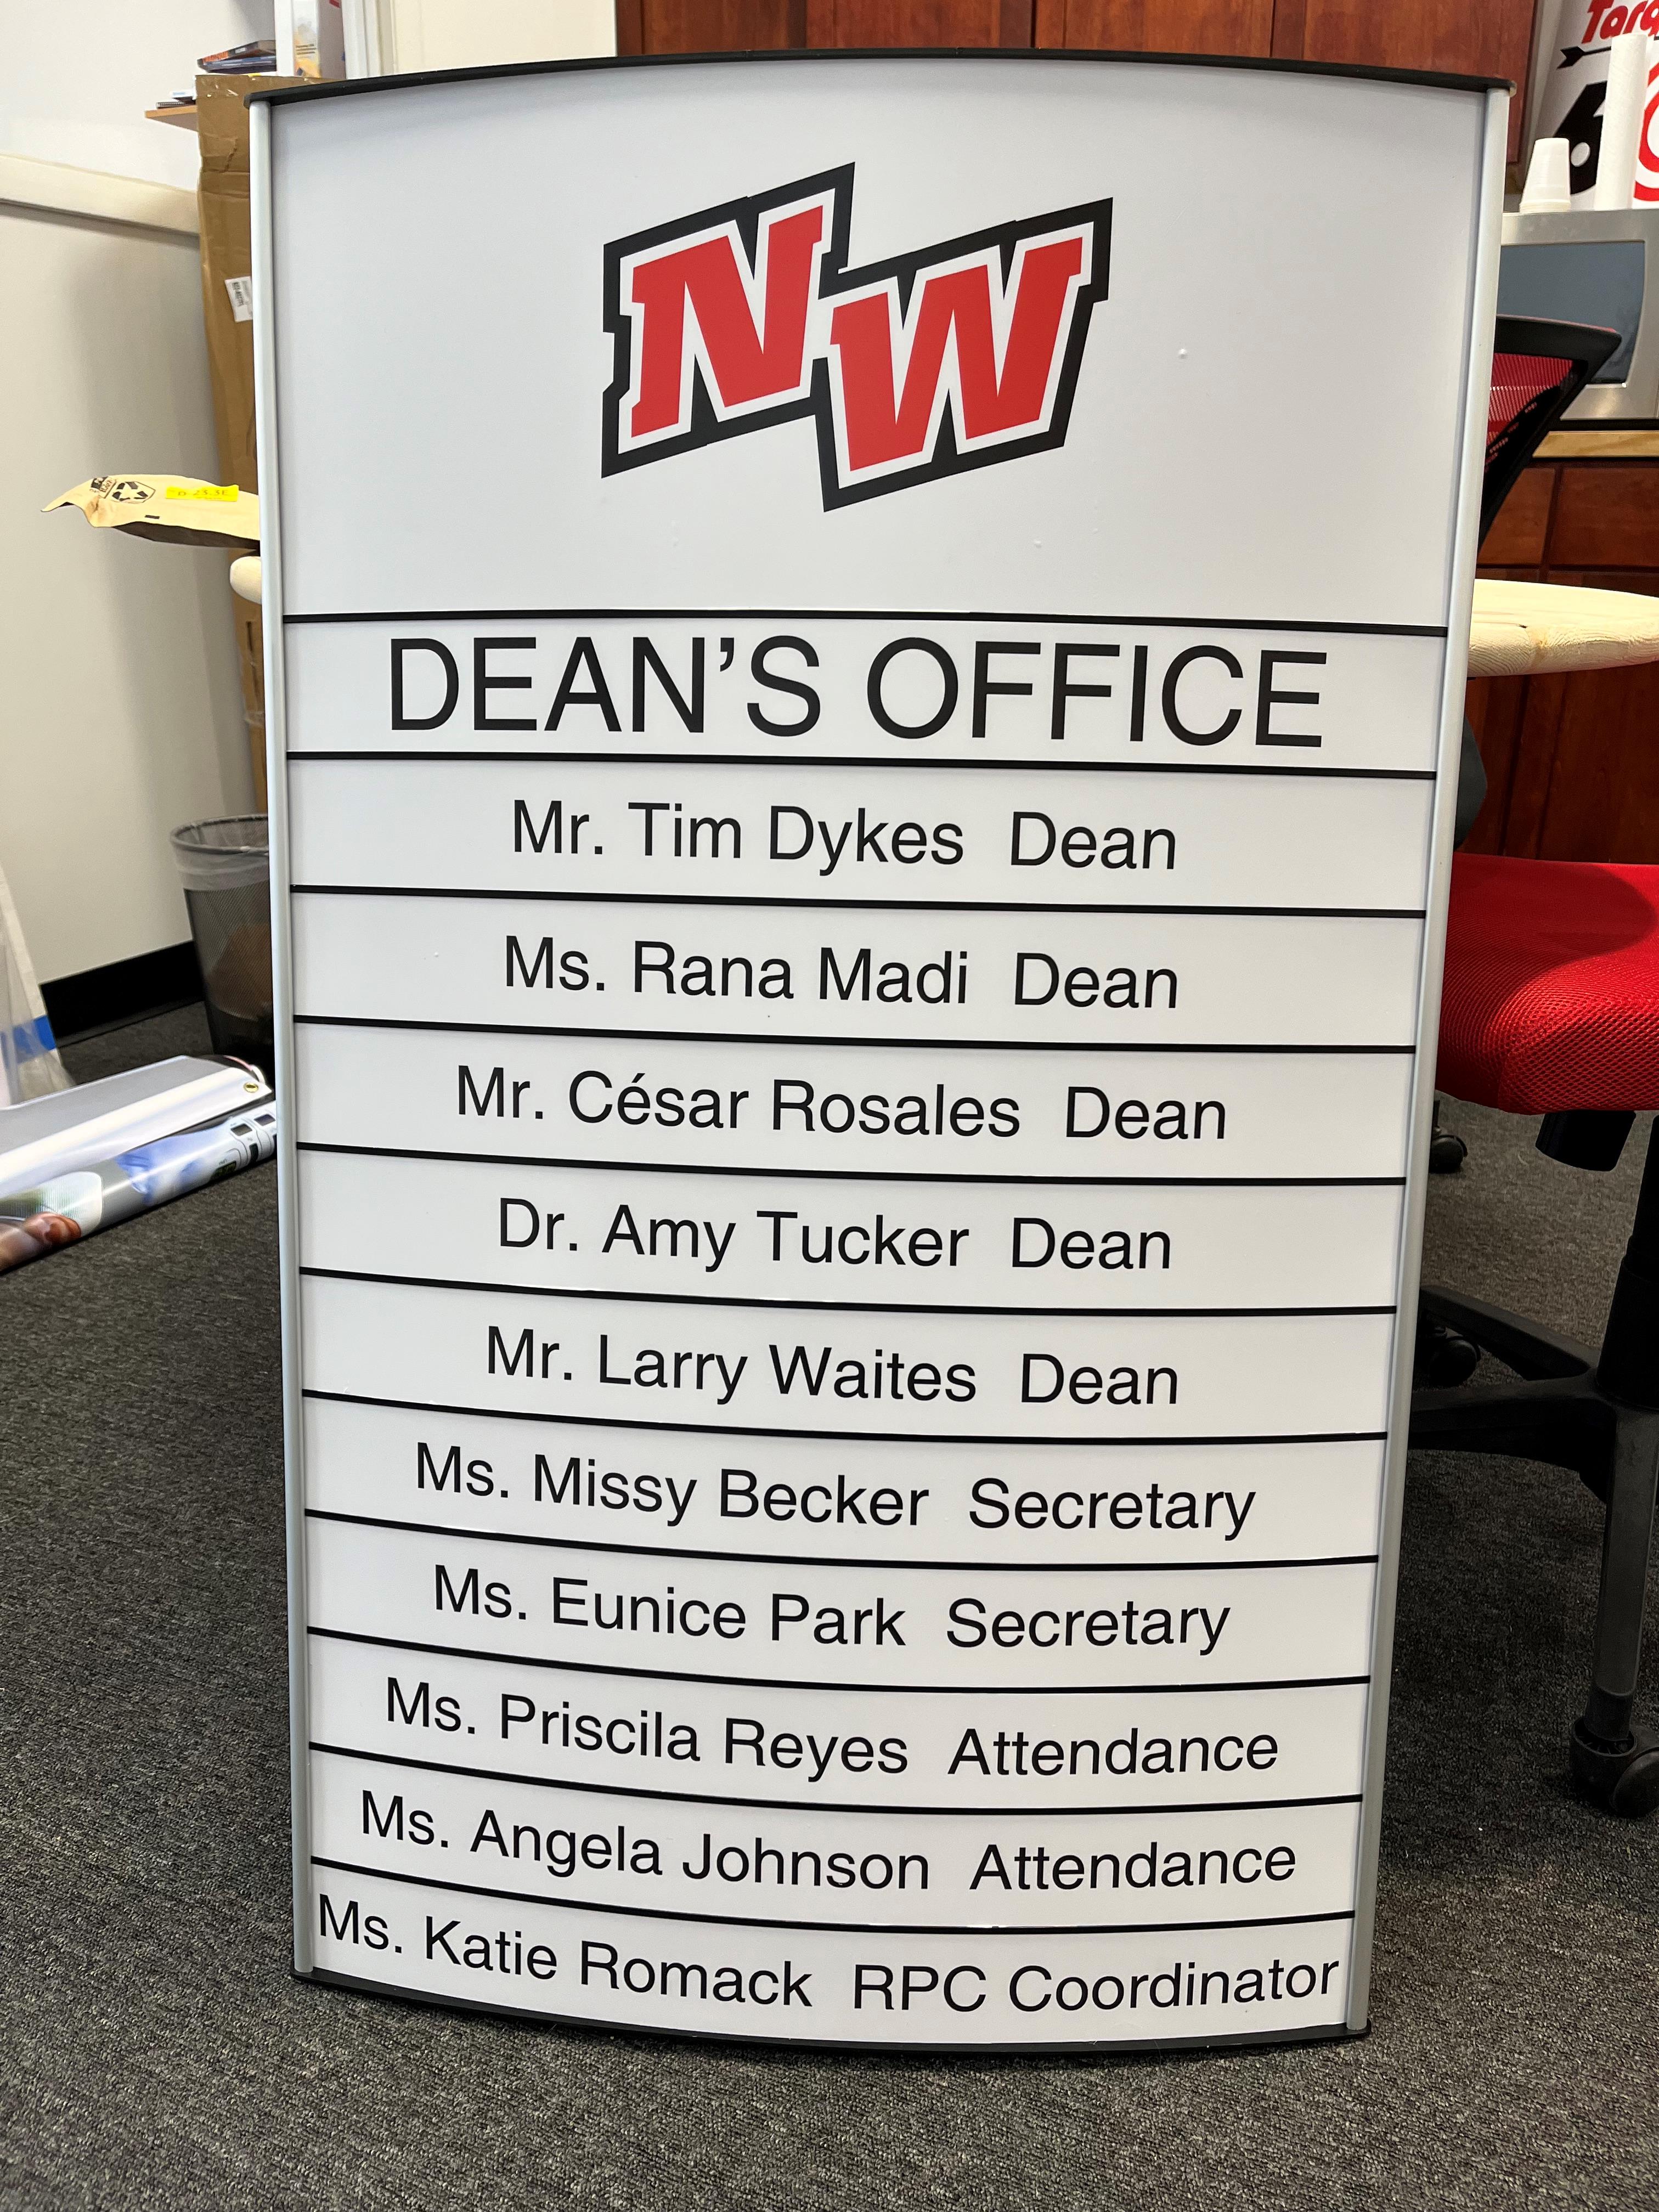 NW
DEAN’S OFFICE
Mr. Tim Dykes Dean
Ms. Rana Madi Dean
Mr. César Rosales Dean
Dr. Amy Tucker Dean
Mr. Larry Waites Dean
Ms. Missy Becker Secretary
Ms. Eunice Park Secretary
Ms. Priscila Reyes Attendance
Ms. Angela Johnson Attendance
Ms. Katie Romack RPC Coordinator